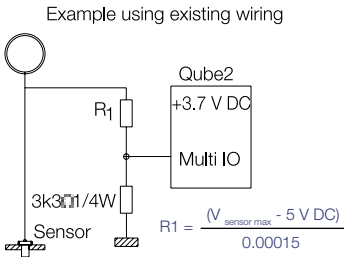 Example using existing wiring
Qube2
+3.7 V DC
R1
Multi IO
3k3 1/4W
Sensor
R1 = (V sensor max - 5 V DC)
0.00015